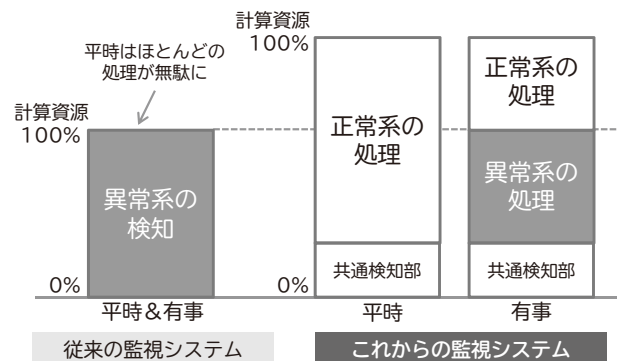 平時はほとんどの
処理が無駄に
計算資源
100%
異常系の
検知
0%
平時＆有事
従来の監視システム
計算資源
100%
正常系の
処理
共通検知部
0%
平時
正常系の
処理
異常系の
処理
共通検知部
有事
これからの監視システム